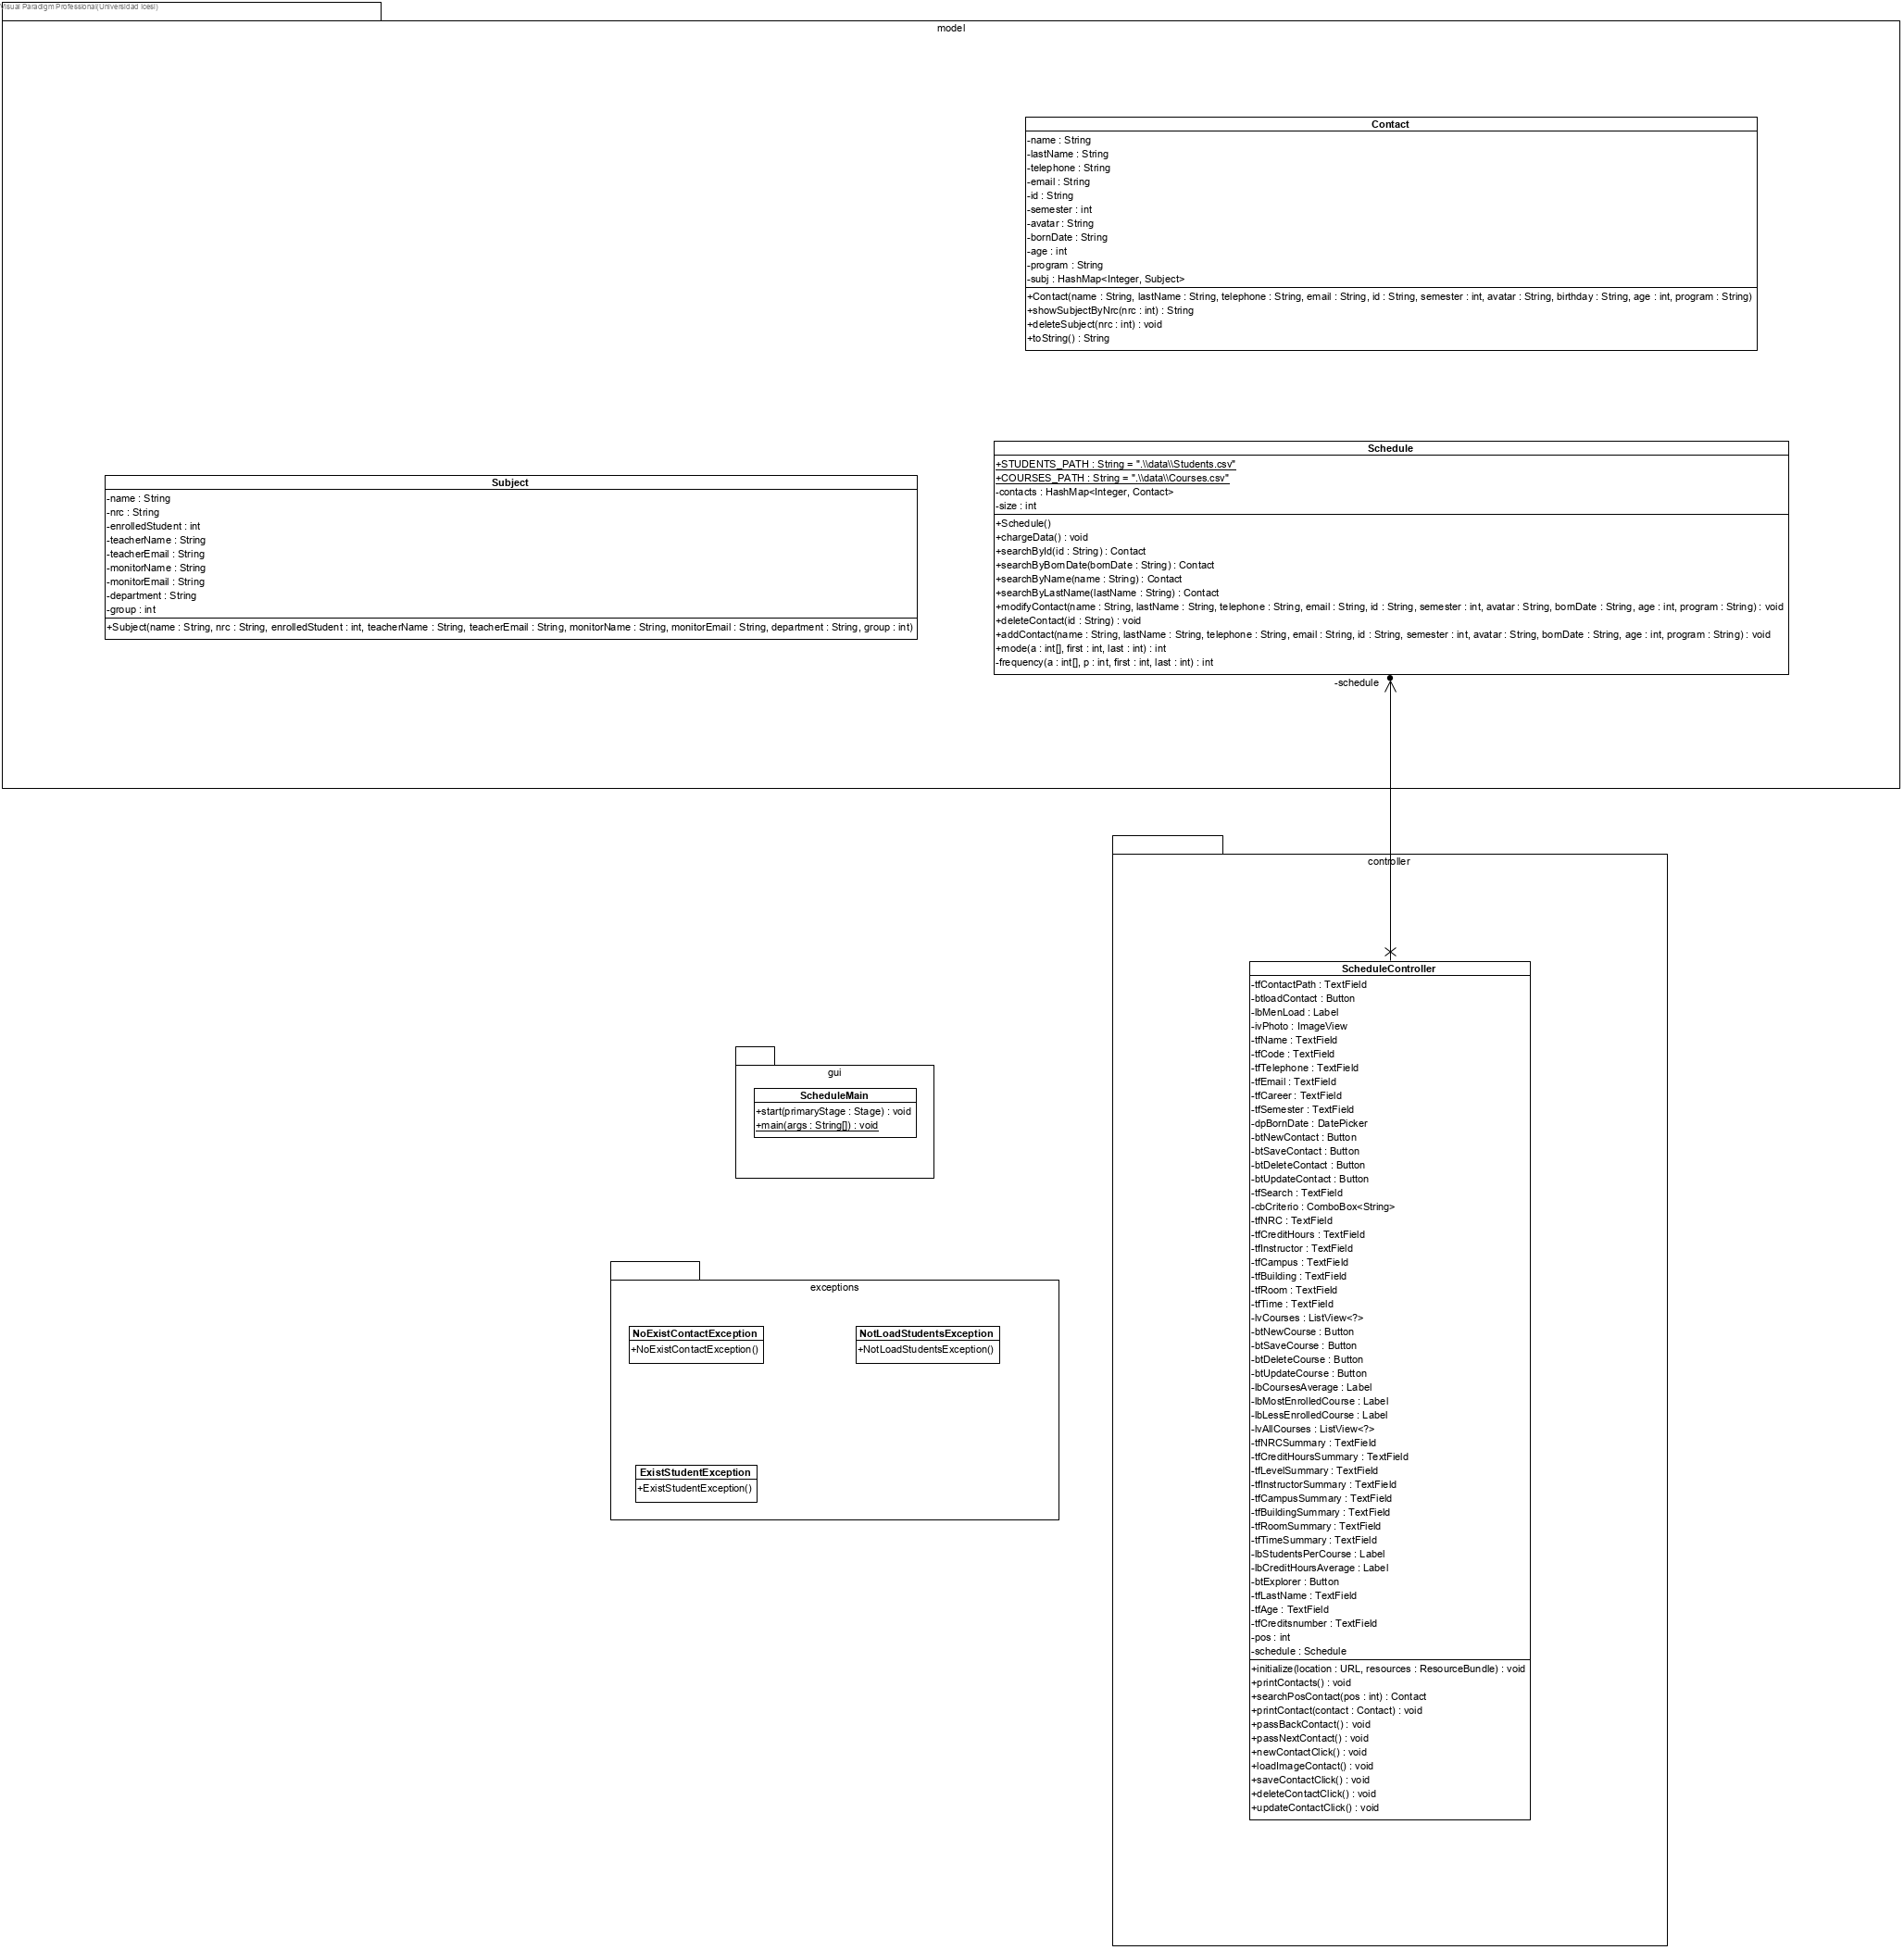 Visual Paradigm Professional(Universidad Icesi)
model
Contact
-name : String
-lastName : String
-telephone : String
-email : String
-id : String
-semester : int
-avatar : String
-bornDate : String
-age : int
-program : String
-subj : HashMap<Integer, Subject>
+Contact(name : String, lastName : String, telephone : String, email : String, id : String, semester : int, avatar : String, birthday : String, age : int, program : String)
+showSubjectByNrc(nrc : int) : String
+deleteSubject(nrc : int) : void
+toString() : String
Schedule
+STUDENTS_PATH : String = ".\\data\\Students.csv"
+COURSES_PATH : String = ".\\data\\Courses.csv"
-contacts : HashMap<Integer, Contact>
-size : int
+Schedule()
+chargeData() : void
+searchById(id : String) : Contact
+searchByBornDate(bornDate : String) : Contact
+searchByName(name : String) : Contact
+searchByLastName(lastName : String) : Contact
+modifyContact(name : String, lastName : String, telephone : String, email : String, id : String, semester : int, avatar : String, bornDate : String, age : int, program : String) : void
+deleteContact(id : String) : void
+addContact(name : String, lastName : String, telephone : String, email : String, id : String, semester : int, avatar : String, bornDate : String, age : int, program : String) : void
+mode(a : int[], first : int, last : int) : int
-frequency(a : int[], p : int, first : int, last : int) : int
-schedule
Subject
-name : String
-nrc : String
-enrolledStudent : int
-teacherName : String
-teacherEmail : String
-monitorName : String
-monitorEmail : String
-department : String
-group : int
+Subject(name : String, nrc : String, enrolledStudent : int, teacherName : String, teacherEmail : String, monitorName : String, monitorEmail : String, department : String, group : int)
controller
ScheduleController
-tfContactPath : TextField
-btloadContact : Button
-lbMenLoad : Label
-ivPhoto : ImageView
-tfName : TextField
-tfCode : TextField
-tfTelephone : TextField
-tfEmail : TextField
-tfCareer : TextField
-tfSemester : TextField
-dpBornDate : DatePicker
-btNewContact : Button
-btSaveContact : Button
-btDeleteContact : Button
-btUpdateContact : Button
-tfSearch : TextField
-cbCriterio : ComboBox<String>
-tfNRC : TextField
-tfCreditHours : TextField
-tfInstructor : TextField
-tfCampus : TextField
-tfBuilding : TextField
-tfRoom : TextField
-tfTime : TextField
-lvCourses : ListView<?>
-btNewCourse : Button
-btSaveCourse : Button
-btDeleteCourse : Button
-btUpdateCourse : Button
-lbCoursesAverage : Label
-lbMostEnrolledCourse : Label
-lbLessEnrolledCourse : Label
-lvAllCourses : ListView<?>
-tfNRCSummary : TextField
-tfCreditHoursSummary : TextField
-tfLevelSummary : TextField
-tfInstructorSummary : TextField
-tfCampusSummary : TextField
-tfBuildingSummary : TextField
-tfRoomSummary : TextField
-tfTimeSummary : TextField
-lbStudentsPerCourse : Label
-lbCreditHoursAverage : Label
-btExplorer : Button
-tfLastName : TextField
-tfAge : TextField
-tfCreditsnumber : TextField
-pos : int
-schedule : Schedule
+initialize(location : URL, resources : ResourceBundle) : void
+printContacts() : void
+searchPosContact(pos : int) : Contact
+printContact(contact : Contact) : void
+passBackContact() : void
+passNextContact() : void
+newContactClick() : void
+loadImageContact() : void
+saveContactClick() : void
+deleteContactClick() : void
+updateContactClick() : void
gui
ScheduleMain
+start(primaryStage : Stage) : void
+main(args : String[]) : void
exceptions
NoExistContactException
+NoExistContactException()
NotLoadStudentsException
+NotLoadStudentsException()
ExistStudentException
+ExistStudentException()